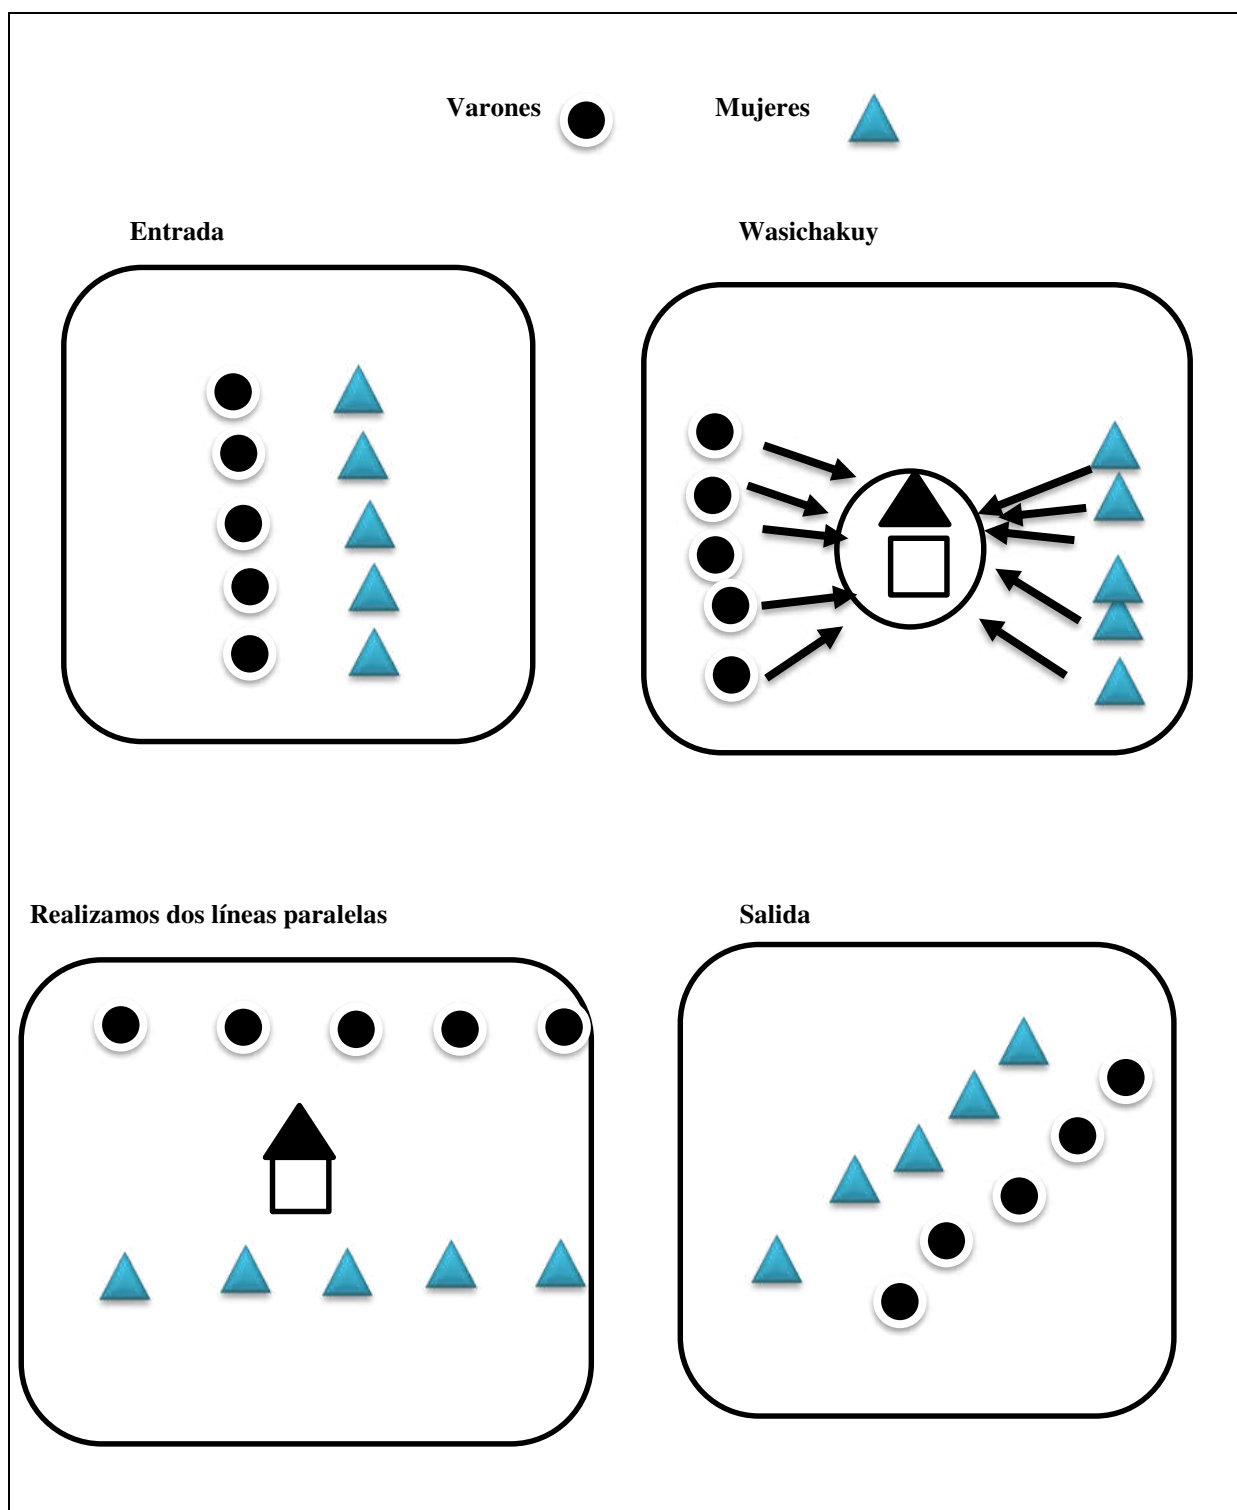 Varones Mujeres
Entrada Wasichakuy
Realizamos dos líneas paralelas Salida